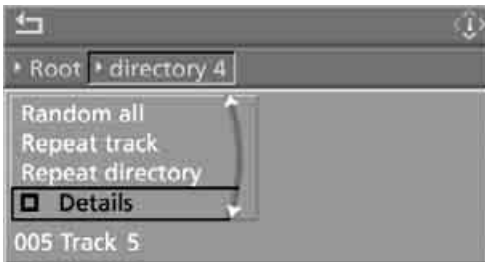 Root directory 4
Random all
Repeat track
Repeat directory
Details
005 Track 5